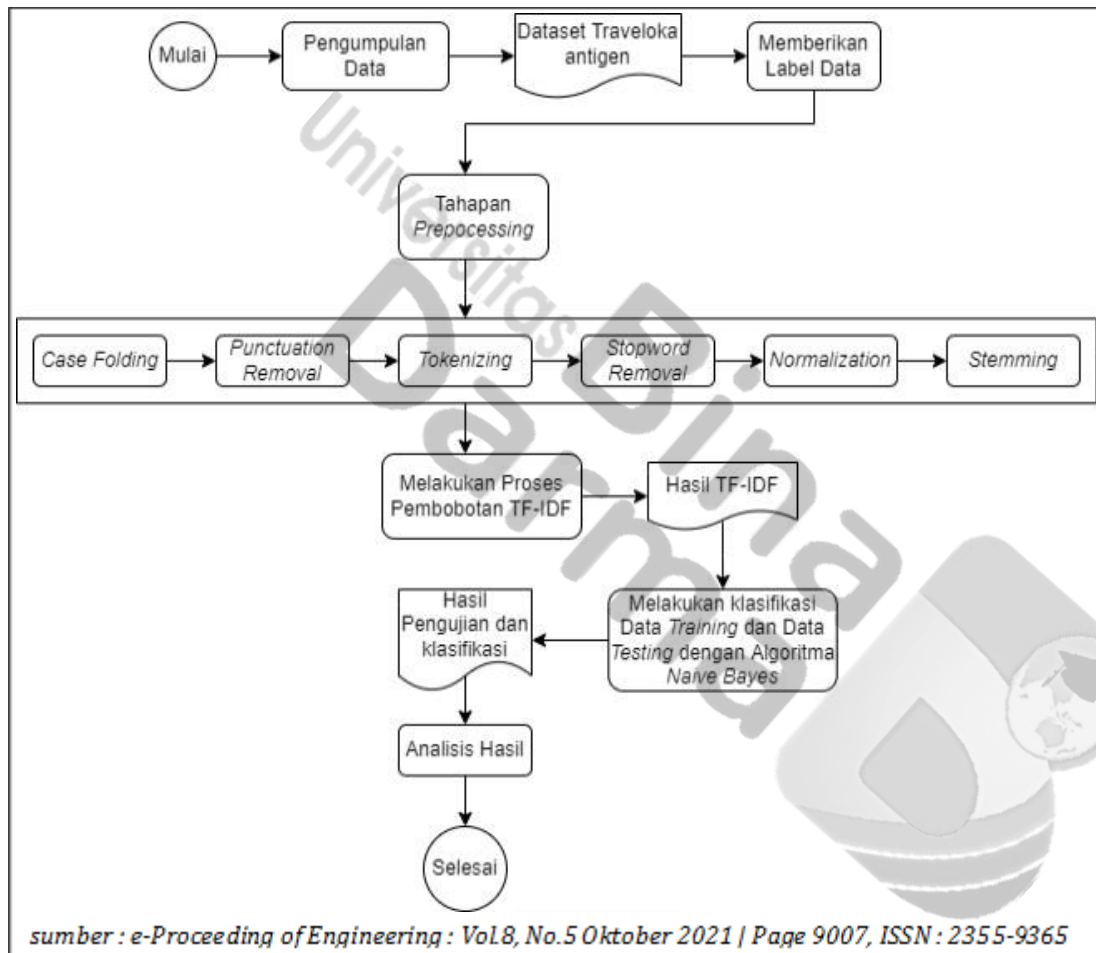 Mulai
Pengumpulan
Data
Dataset Traveloka
antigen
Memberikan
Label Data
Tahapan
Prepocessing
Case Folding
Punctuation
Removal
Tokenizing
Stopword
Removal
Normalization
Stemming
Melakukan Proses
Pembobotan TF-IDF
Hasil TF-IDF
Melakukan klasifikasi
Data Training dan Data
Testing dengan Algoritma
Naive Bayes
Hasil
Pengujian dan
klasifikasi
Analisis Hasil
Selesai
Universitas
Bina
Darma
sumber : e-Proceeding of Engineering : Vol.8, No.5 Oktober 2021 | Page 9007, ISSN : 2355-9365